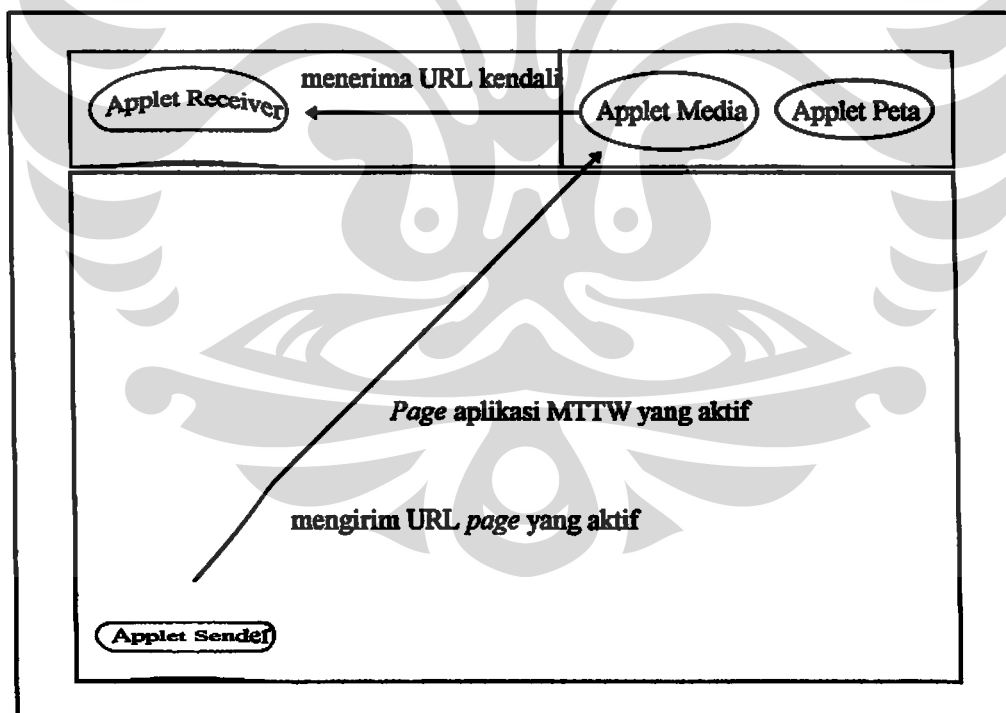 Applet Receiver
menerima URL kendali
Applet Media
Applet Peta
Page aplikasi MTTW yang aktif
mengirim URL page yang aktif
Applet Sender